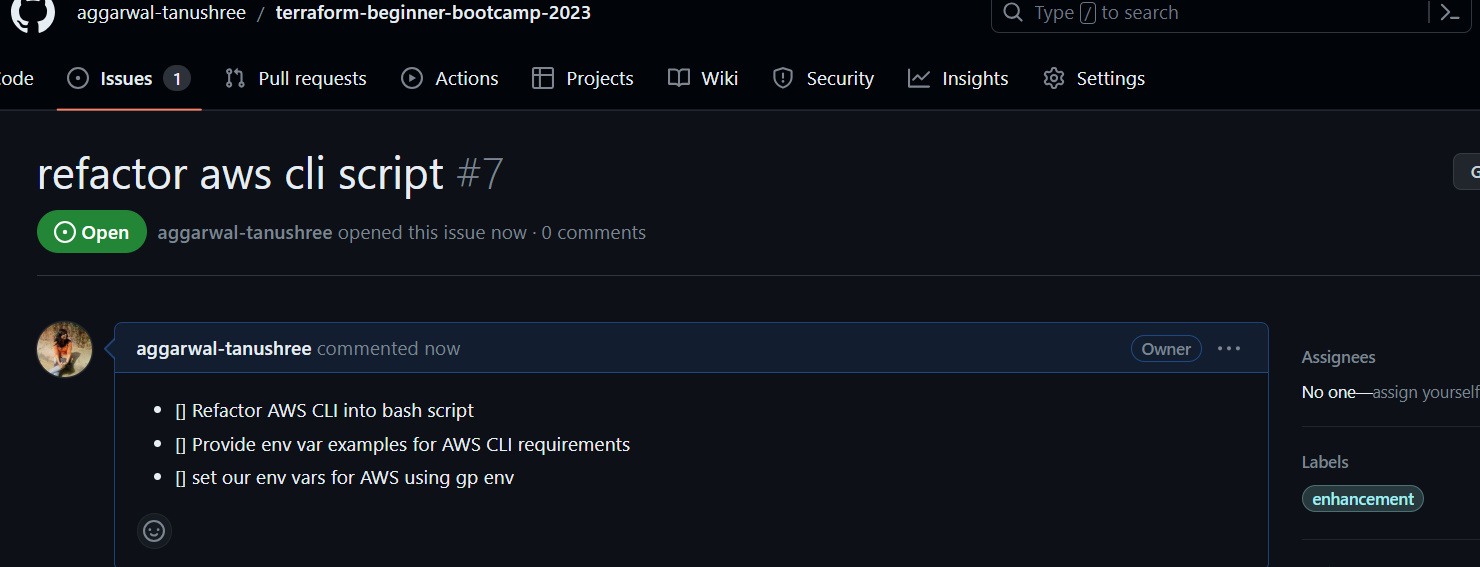 aggarwal-tanushree / terraform-beginner-bootcamp-2023
Type / to search
ode Issues 1 Pull requests Actions Projects Wiki Security Insights Settings
refactor aws cli script #7
Open aggarwal-tanushree opened this issue now · 0 comments
aggarwal-tanushree commented now Owner
[] Refactor AWS CLI into bash script
[] Provide env var examples for AWS CLI requirements
[] set our env vars for AWS using gp env
Assignees
No one—assign yourself
Labels
enhancement